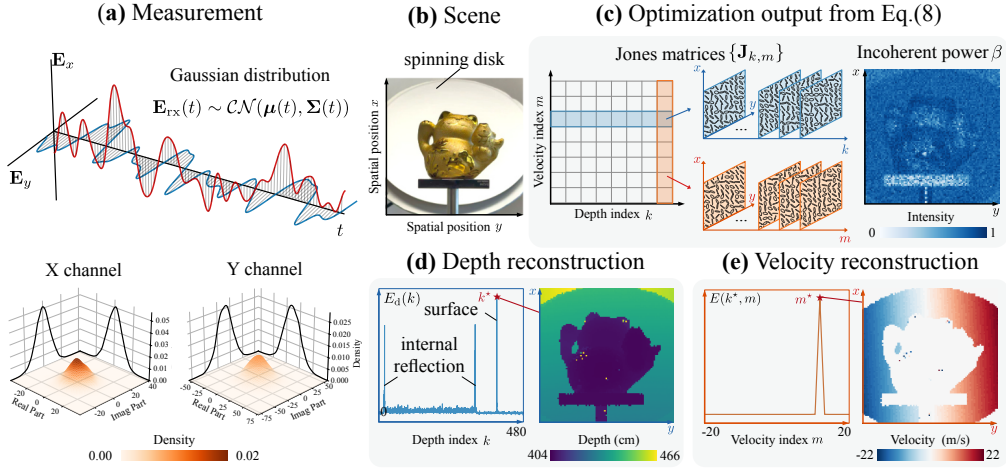 (a) Measurement
E_x
Gaussian distribution
E_rx(t) ∼ CN(μ(t), Σ(t))
E_y
t
X channel
Y channel
0.05
0.04
0.03
0.02
0.01
0.00
-20
0
20
Real Part
-20
0
20
40
Imag Part
0.025
0.020
0.015
0.010
0.005
0.000
Density
-75
-50
-25
0
25
50
75
Real Part
-50
-25
0
25
50
Imag Part
Density
0.00
0.02
(b) Scene
spinning disk
Spatial position x
Spatial position y
(c) Optimization output from Eq.(8)
Jones matrices {J_{k,m}}
Velocity index m
Depth index k
x
y
...
k
x
y
...
m
Incoherent power β
x
y
Intensity
0
1
(d) Depth reconstruction
E_d(k)
k⋆
surface
internal
reflection
0
480
Depth index k
x
y
Depth (cm)
404
466
(e) Velocity reconstruction
E(k⋆, m)
m⋆
-20
20
Velocity index m
x
y
Velocity (m/s)
-22
22